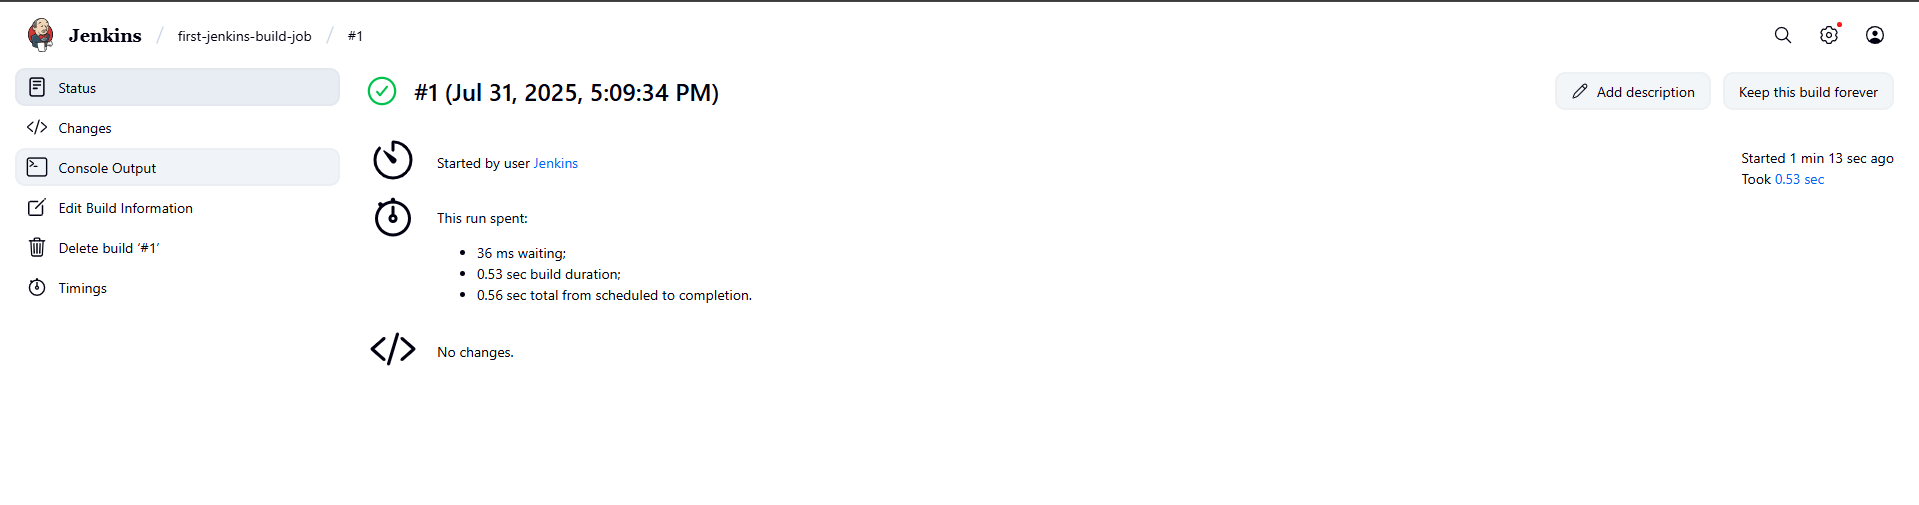 Jenkins / first-jenkins-build-job / #1
Status
Changes
Console Output
Edit Build Information
Delete build ‘#1’
Timings
#1 (Jul 31, 2025, 5:09:34 PM)
Add description
Keep this build forever
Started by user Jenkins
Started 1 min 13 sec ago
Took 0.53 sec
This run spent:
• 36 ms waiting;
• 0.53 sec build duration;
• 0.56 sec total from scheduled to completion.
No changes.